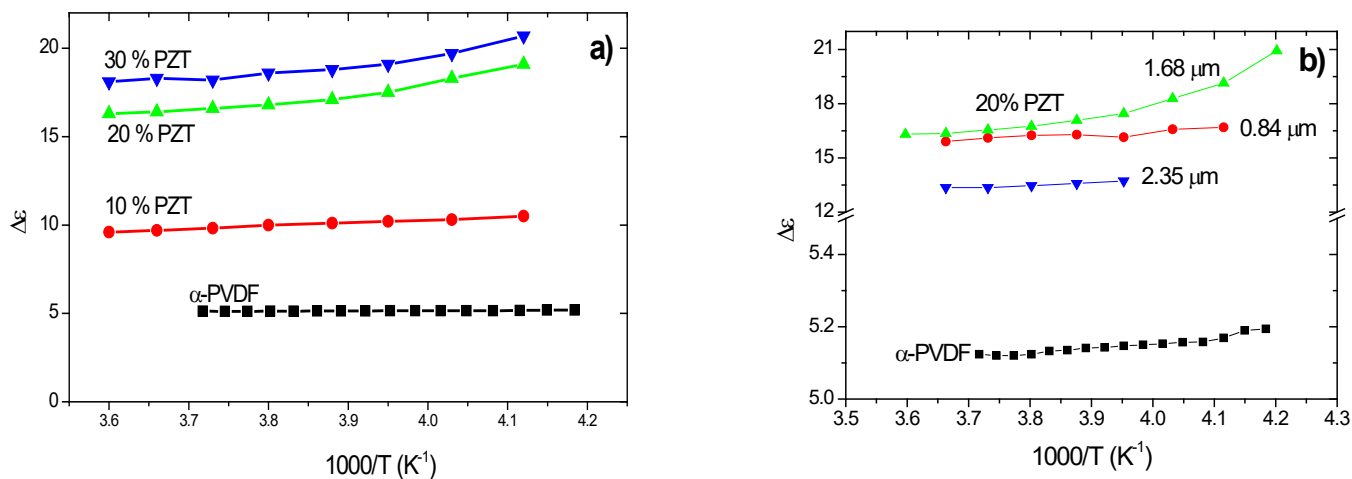 a)
20
15
10
5
0
Δε
30 % PZT
20 % PZT
10 % PZT
α-PVDF
3.6 3.7 3.8 3.9 4.0 4.1 4.2
1000/T (K⁻¹)
b)
21
18
15
12
5.4
5.2
5.0
Δε
1.68 μm
20% PZT
0.84 μm
2.35 μm
α-PVDF
3.5 3.6 3.7 3.8 3.9 4.0 4.1 4.2 4.3
1000/T (K⁻¹)